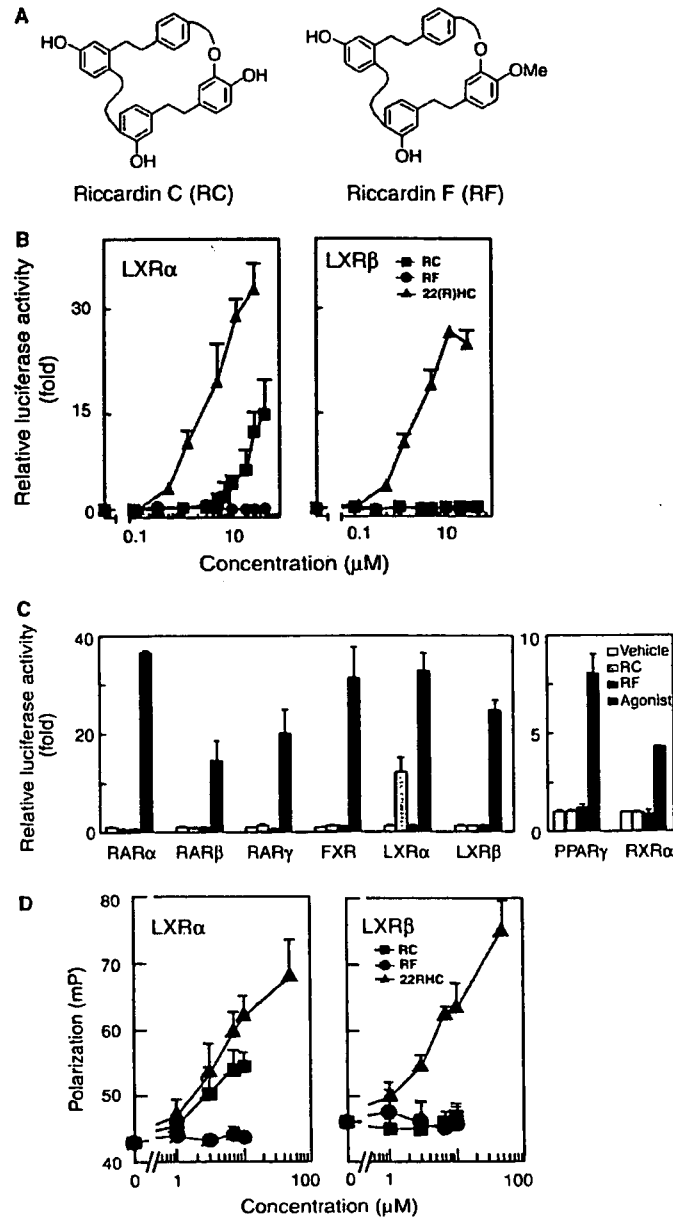 A
HO
O
OH
OH
Riccardin C (RC)
HO
O
OMe
OH
Riccardin F (RF)
B
LXRα
LXRβ
RC
RF
22(R)HC
30
15
0
Relative luciferase activity
(fold)
0.1 10
0.1 10
Concentration (μM)
C
40
20
0
Relative luciferase activity
(fold)
RARα RARβ RARγ FXR LXRα LXRβ
10
5
0
Vehicle
RC
RF
Agonist
PPARγ RXRα
D
80
70
60
50
40
Polarization (mP)
LXRα
LXRβ
RC
RF
22RHC
0 1 100
0 1 100
Concentration (μM)